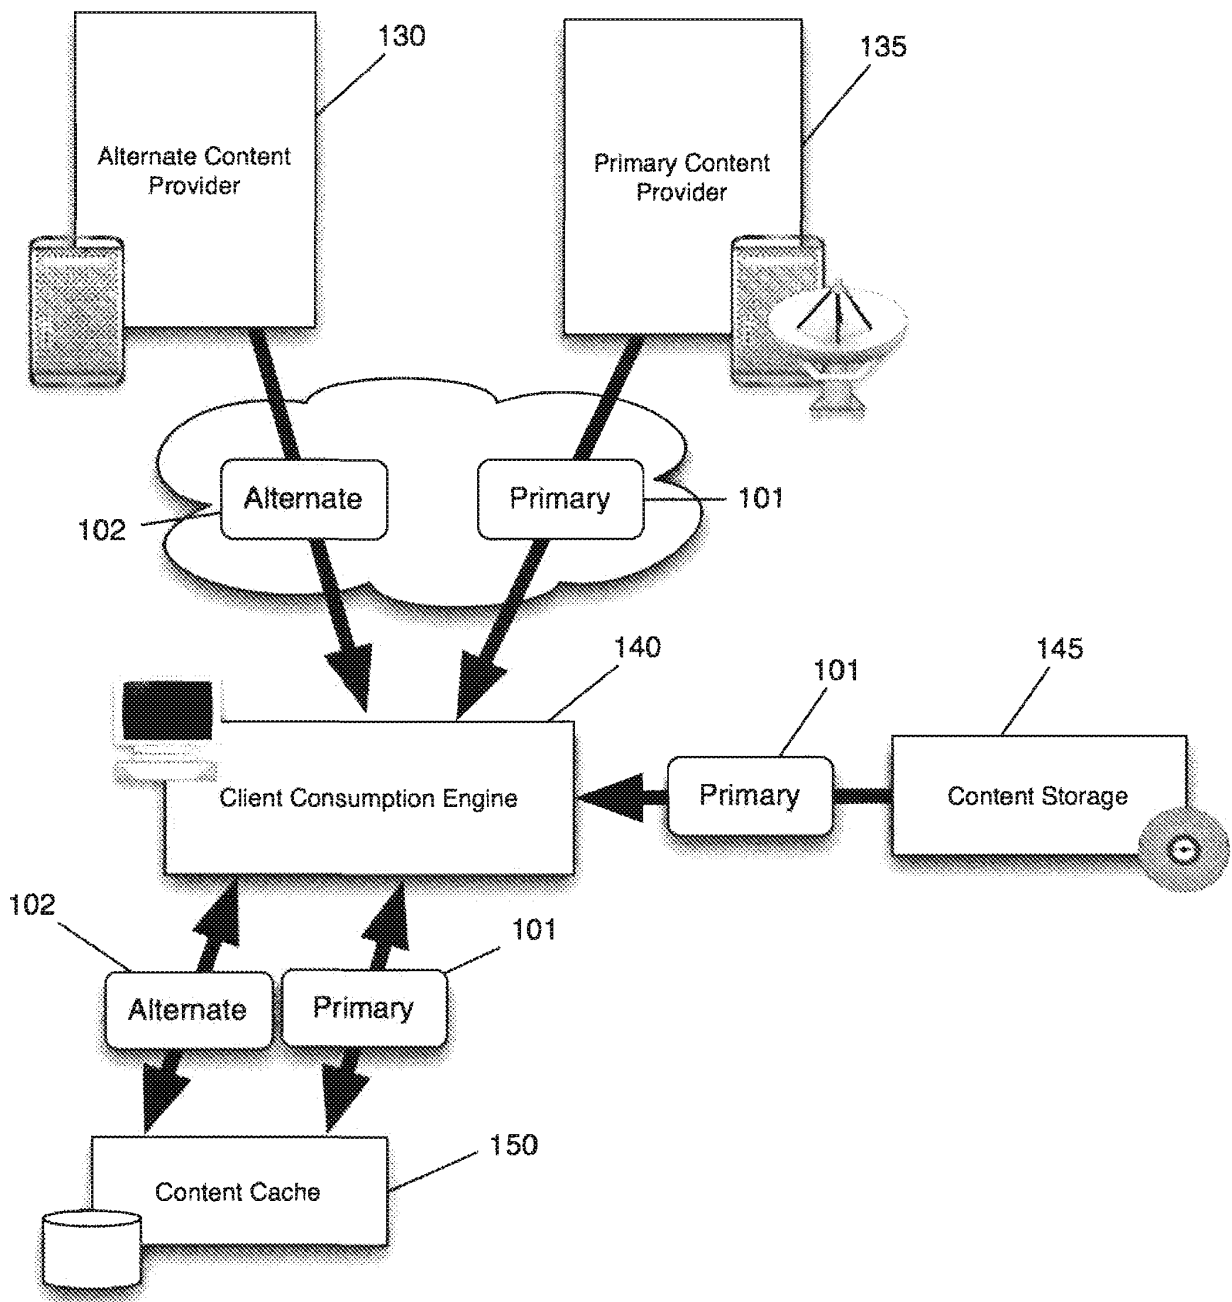 130
135
Alternate Content
Provider
Primary Content
Provider
Alternate
Primary
101
102
140
101
145
Client Consumption Engine
Primary
Content Storage
102
101
Alternate
Primary
150
Content Cache